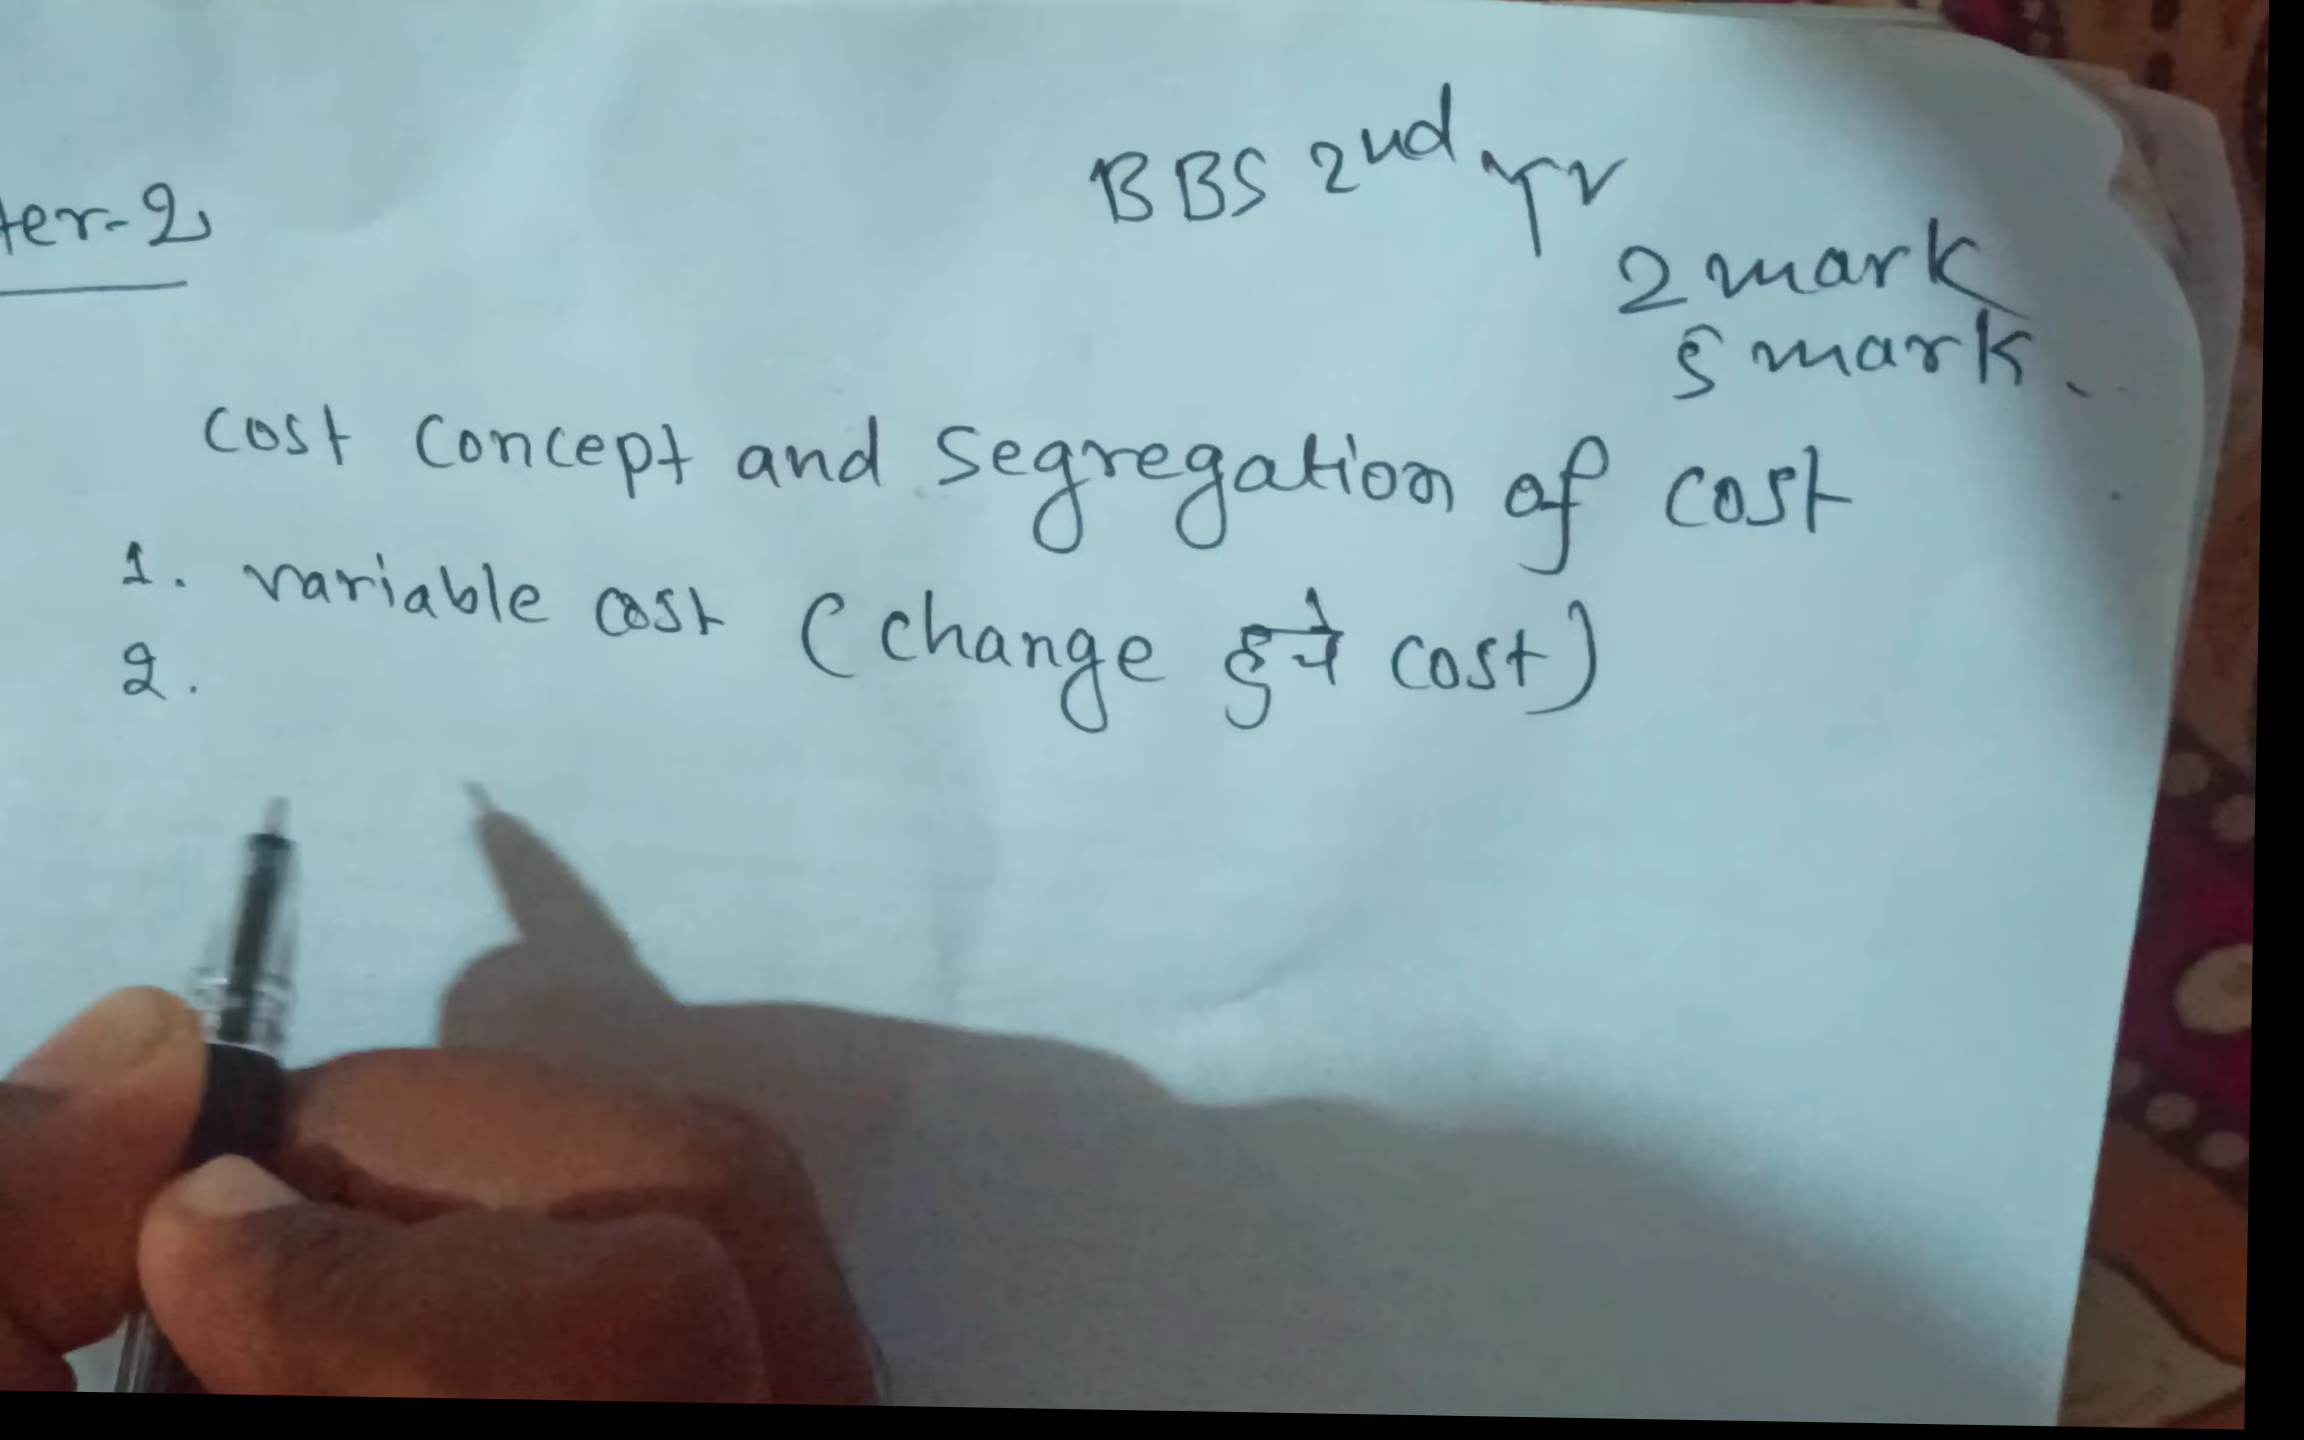 BBS 2nd yr
ter-2
2 mark
5 mark.
cost concept and segregation of cost
1. variable cost (change हुने cost)
2.